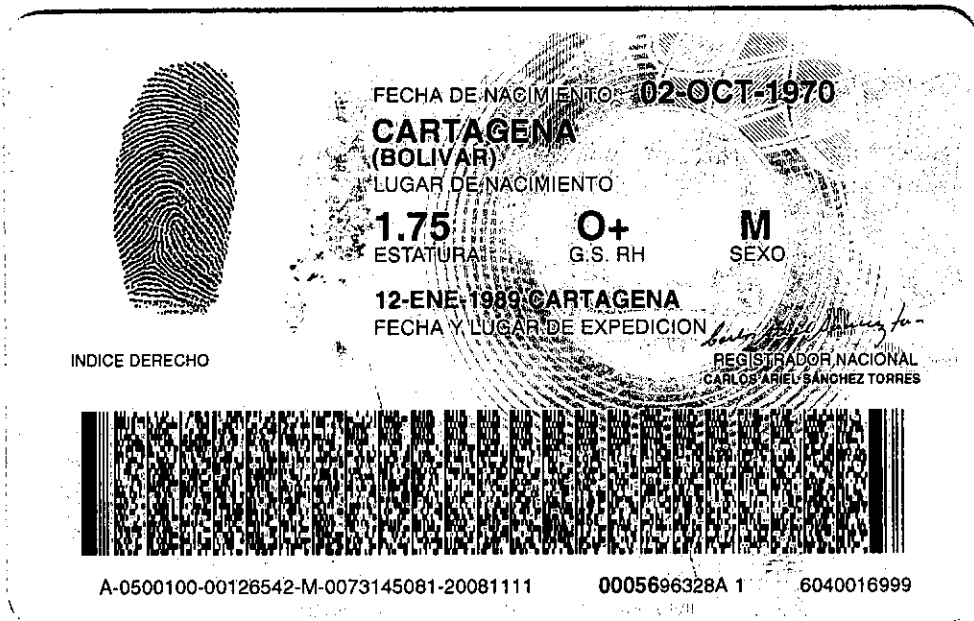 FECHA DE NACIMIENTO 02-OCT-1970
CARTAGENA
(BOLIVAR)
LUGAR DE NACIMIENTO
1.75 O+ M
ESTATURA G.S. RH SEXO
12-ENE-1989 CARTAGENA
FECHA Y LUGAR DE EXPEDICION
INDICE DERECHO
REGISTRADOR NACIONAL
CARLOS ARIEL SÁNCHEZ TORRES
A-0500100-00126542-M-0073145081-20081111 0005696328A 1 6040016999